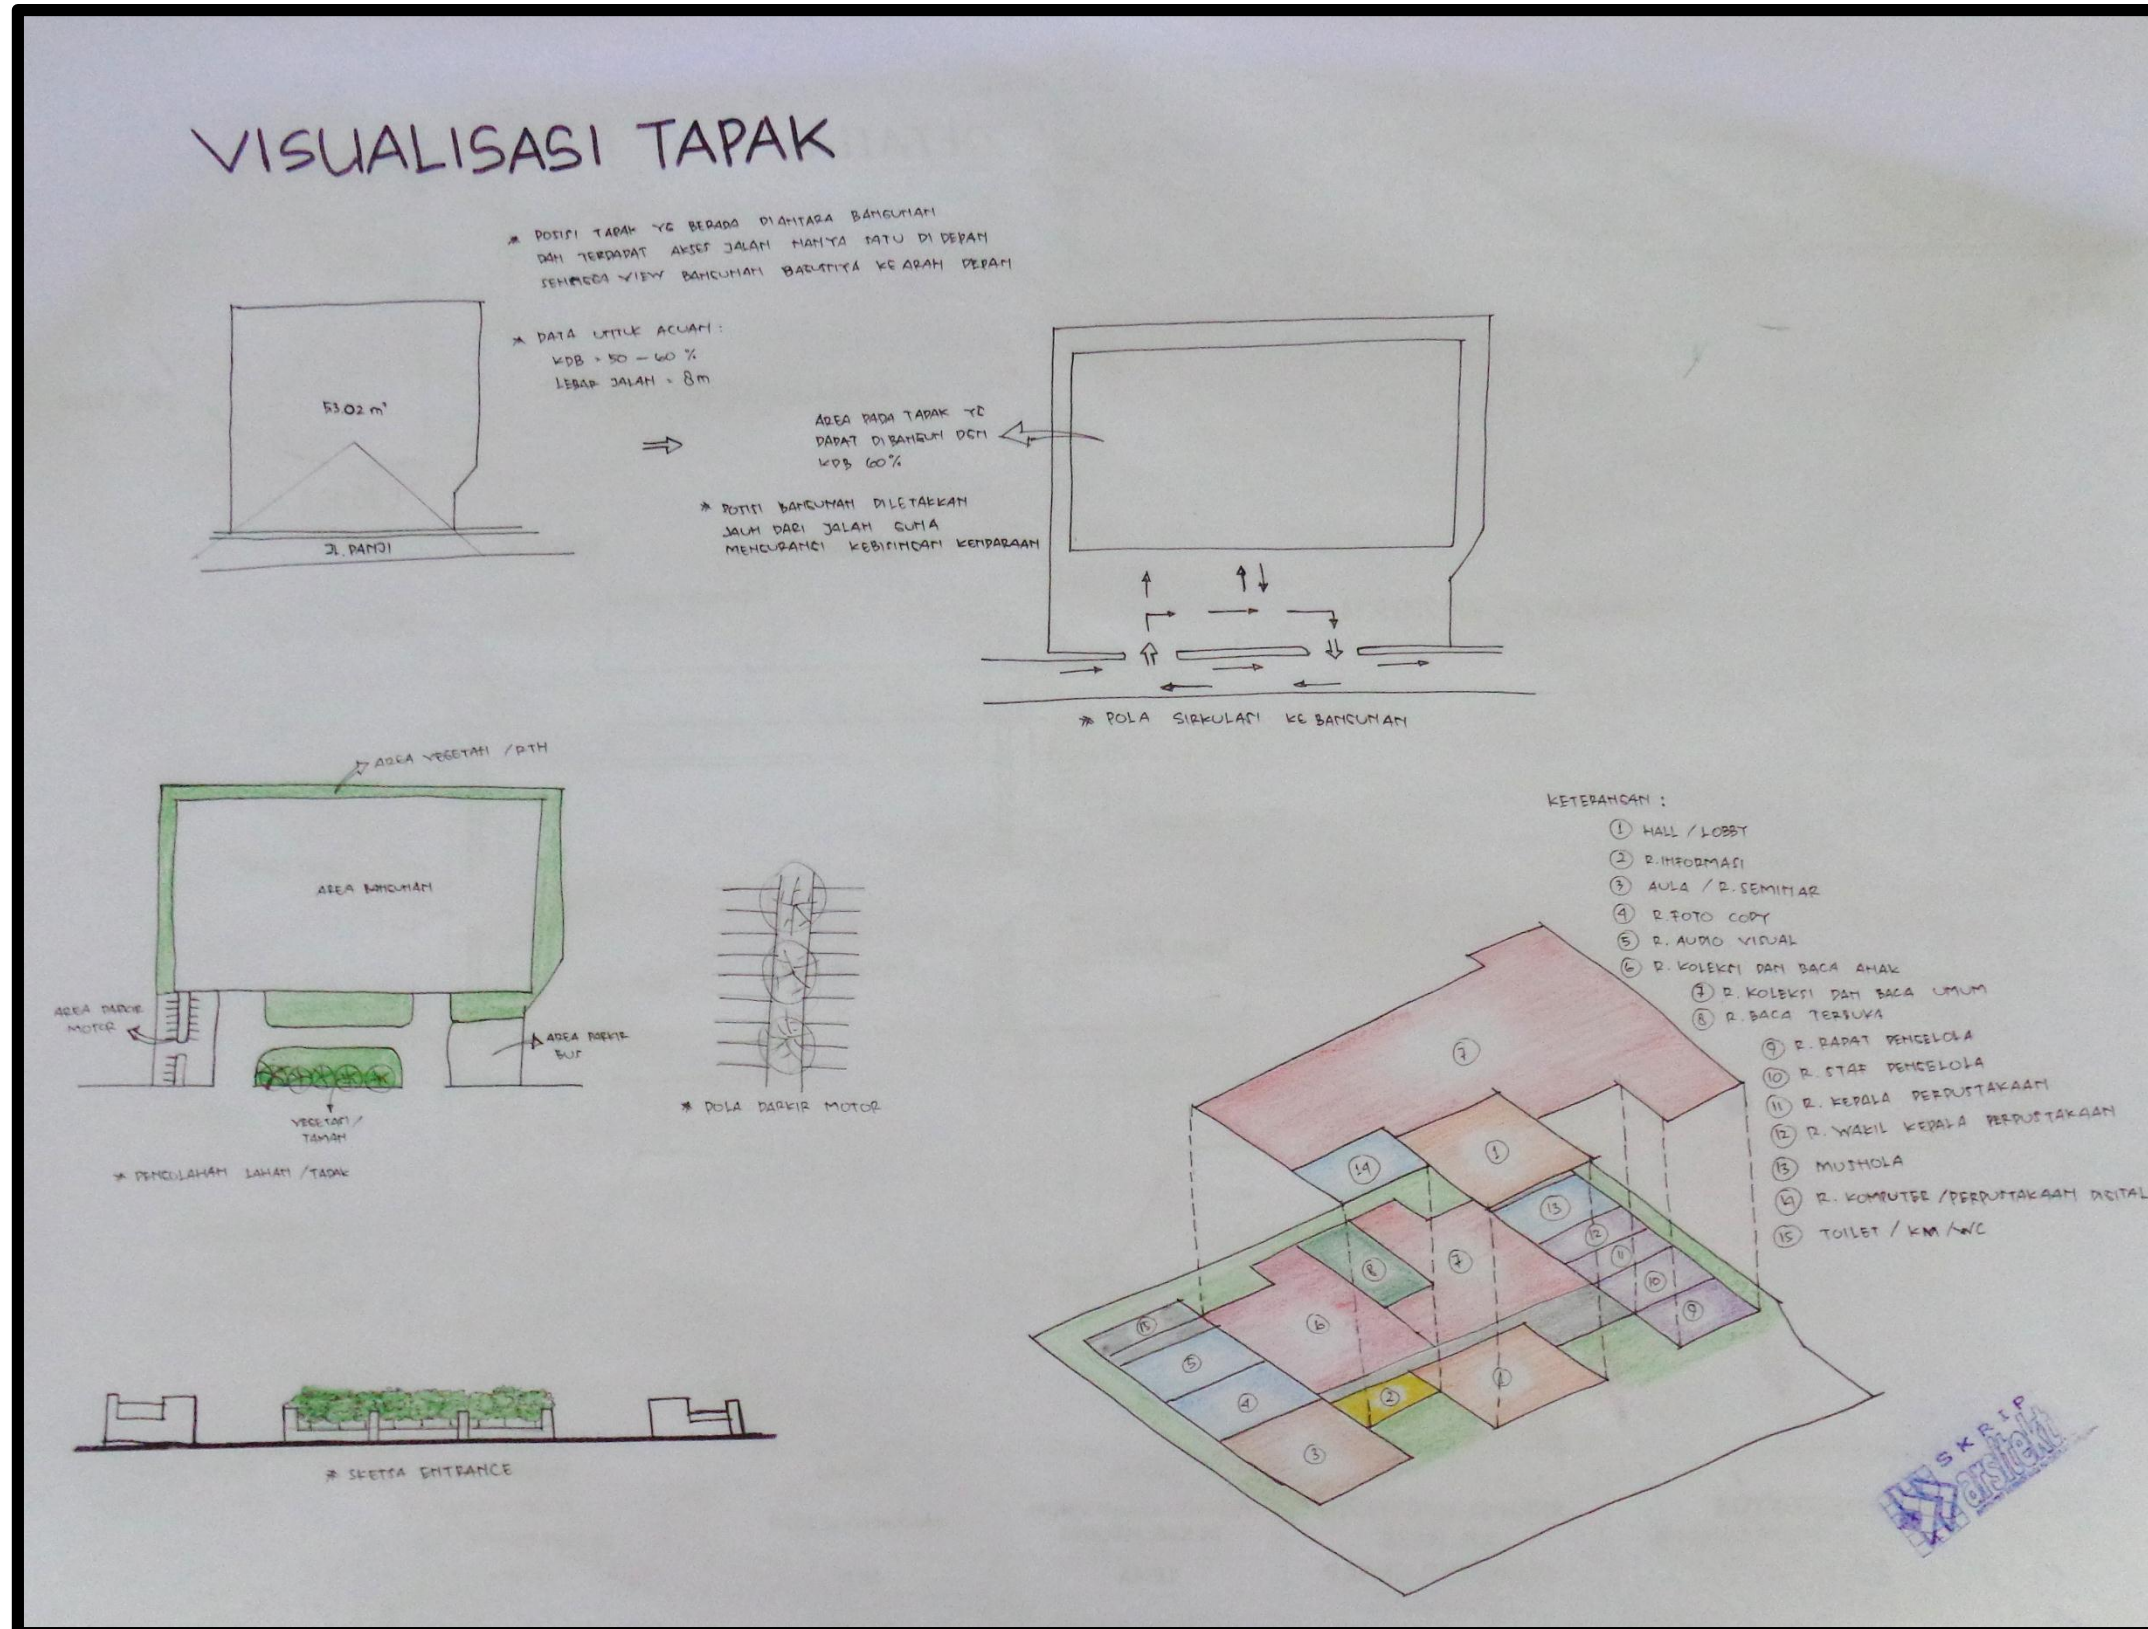 VISUALISASI TAPAK
* POSISI TAPAK YG BERADA DIANTARA BANGUNAN
DAN TERDAPAT AKSES JALAN HANYA SATU DI DEPAN
SEHINGGA VIEW BANGUNAN BAGUSNYA KE ARAH DEPAN
* DATA UNTUK ACUAN :
KDB = 50 - 60 %
LEBAR JALAN = 8m
53.02 m²
JL. PANJI
AREA PADA TAPAK YG
DAPAT DIBANGUN DGN
KDB 60%
* POSISI BANGUNAN DILETAKKAN
JAUH DARI JALAN GUNA
MENGURANGI KEBISINGAN KENDARAAN
* POLA SIRKULASI KE BANGUNAN
AREA VEGETASI / RTH
AREA BANGUNAN
AREA PARKIR
MOTOR
AREA PARKIR
BUS
VEGETASI /
TAMAN
* PENGOLAHAN LAHAN / TAPAK
* POLA PARKIR MOTOR
* SKETSA ENTRANCE
KETERANGAN :
1 HALL / LOBBY
2 R. INFORMASI
3 AULA / R. SEMINAR
4 R. FOTO COPY
5 R. AUDIO VISUAL
6 R. KOLEKSI DAN BACA ANAK
7 R. KOLEKSI DAN BACA UMUM
8 R. BACA TERBUKA
9 R. RAPAT PENGELOLA
10 R. STAF PENGELOLA
11 R. KEPALA PERPUSTAKAAN
12 R. WAKIL KEPALA PERPUSTAKAAN
13 MUSHOLA
14 R. KOMPUTER / PERPUSTAKAAN DIGITAL
15 TOILET / KM / WC
7
14
1
13
12
11
10
9
8
7
6
15
5
4
3
2
1
SKRIP
arsitekt